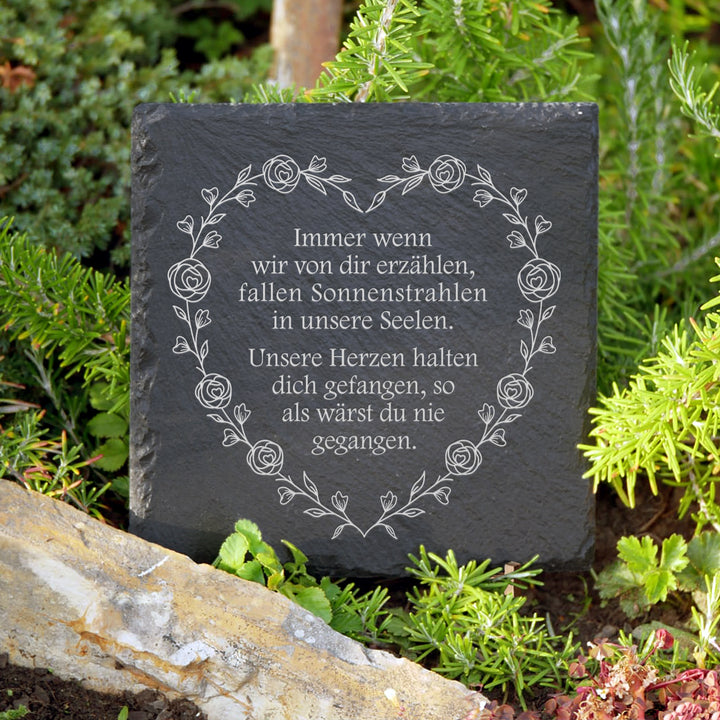 Immer wenn
wir von dir erzählen,
fallen Sonnenstrahlen
in unsere Seelen.
Unsere Herzen halten
dich gefangen, so
als wärst du nie
gegangen.